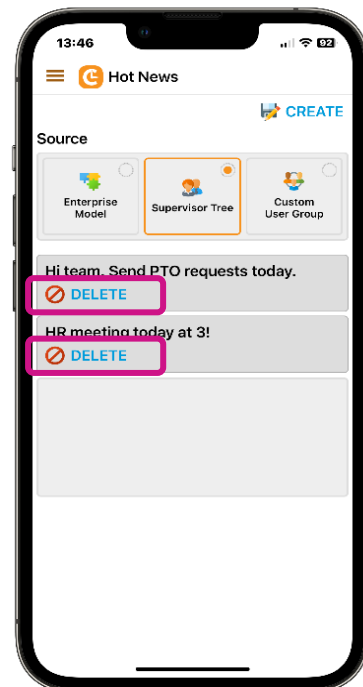 13:46
92
Hot News
CREATE
Source
Enterprise
Model
Supervisor Tree
Custom
User Group
Hi team. Send PTO requests today.
DELETE
HR meeting today at 3!
DELETE